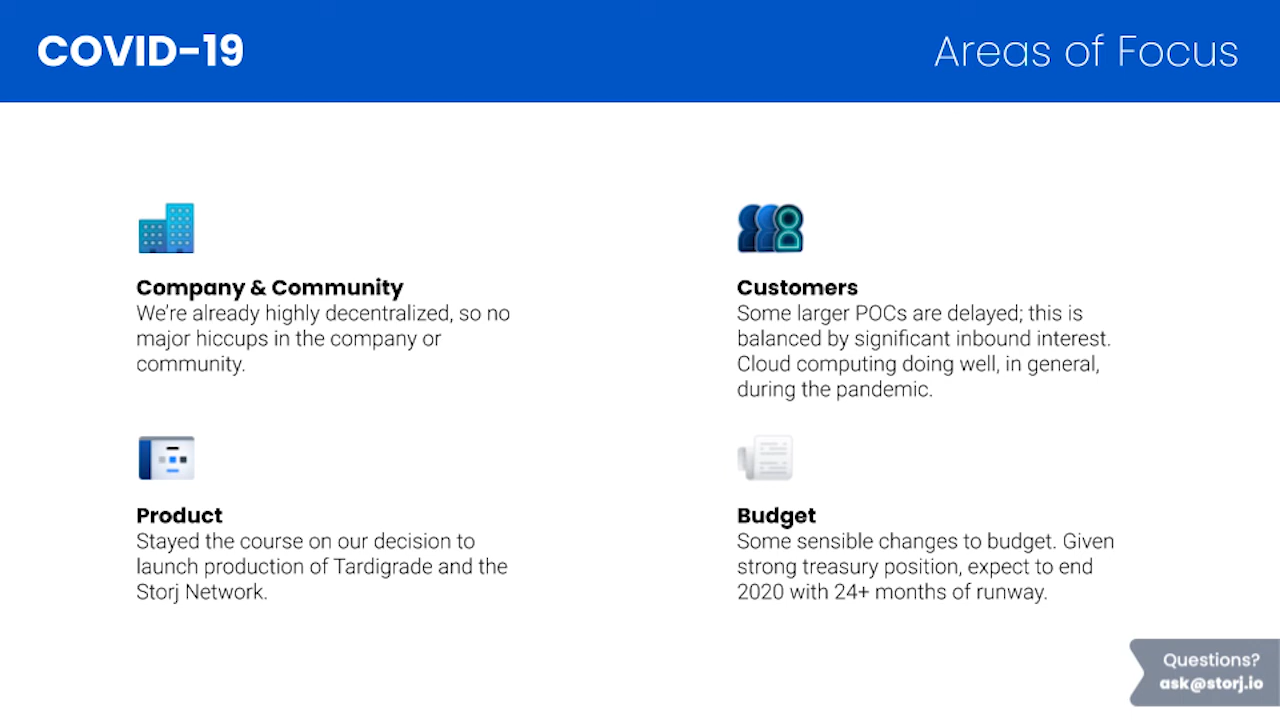 COVID-19
Areas of Focus
Company & Community
We're already highly decentralized, so no
major hiccups in the company or
community.
Customers
Some larger POCs are delayed; this is
balanced by significant inbound interest.
Cloud computing doing well, in general,
during the pandemic.
Product
Stayed the course on our decision to
launch production of Tardigrade and the
Storj Network.
Budget
Some sensible changes to budget. Given
strong treasury position, expect to end
2020 with 24+ months of runway.
Questions?
ask@storj.io